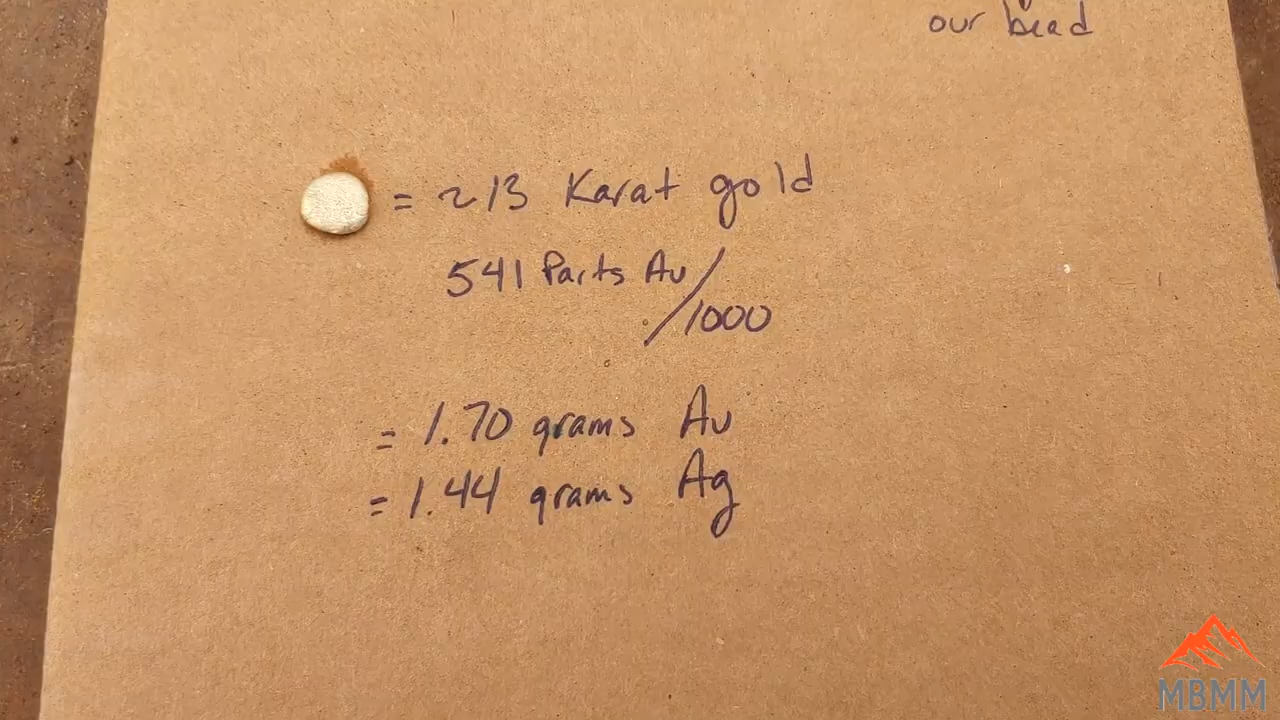 our bead
= ~13 Karat gold
541 Parts Au/
/1000
= 1.70 grams Au
= 1.44 grams Ag
MBMM